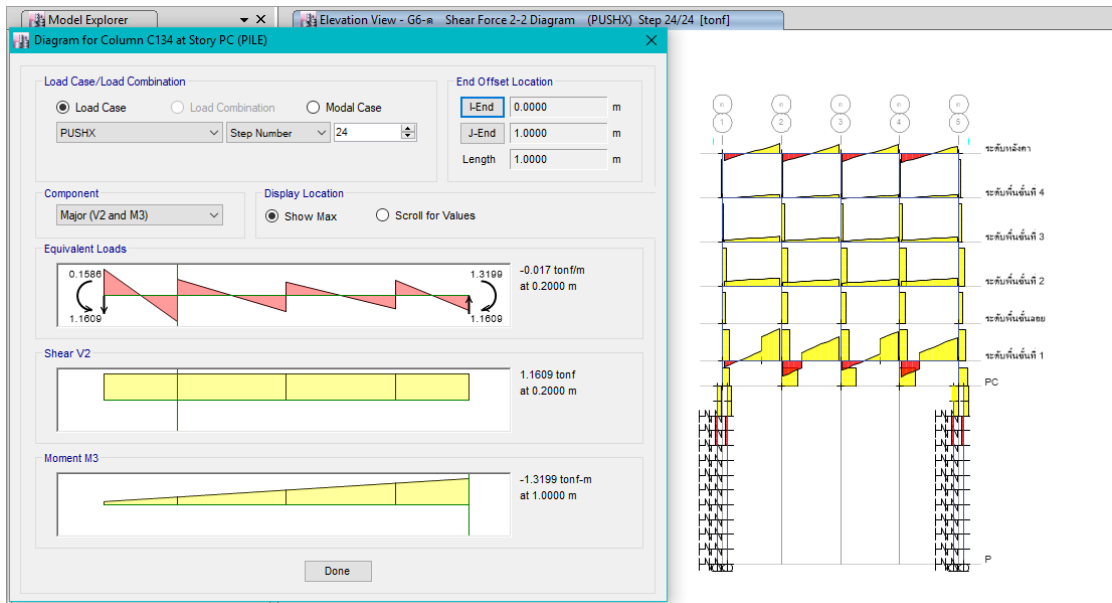 Model Explorer
Elevation View - G6-ค  Shear Force 2-2 Diagram  (PUSHX)  Step 24/24  [tonf]
Diagram for Column C134 at Story PC (PILE)
Load Case/Load Combination
Load Case  Load Combination  Modal Case
PUSHX  Step Number  24
End Offset Location
I-End  0.0000  m
J-End  1.0000  m
Length  1.0000  m
Component
Major (V2 and M3)
Display Location
Show Max  Scroll for Values
Equivalent Loads
0.1586  1.3199
1.1609  1.1609
-0.017 tonf/m
at 0.2000 m
Shear V2
1.1609 tonf
at 0.2000 m
Moment M3
-1.3199 tonf-m
at 1.0000 m
Done
1  2  3  4  5
ระดับหลังคา
ระดับพื้นชั้นที่ 4
ระดับพื้นชั้นที่ 3
ระดับพื้นชั้นที่ 2
ระดับพื้นชั้นลอย
ระดับพื้นชั้นที่ 1
PC
P